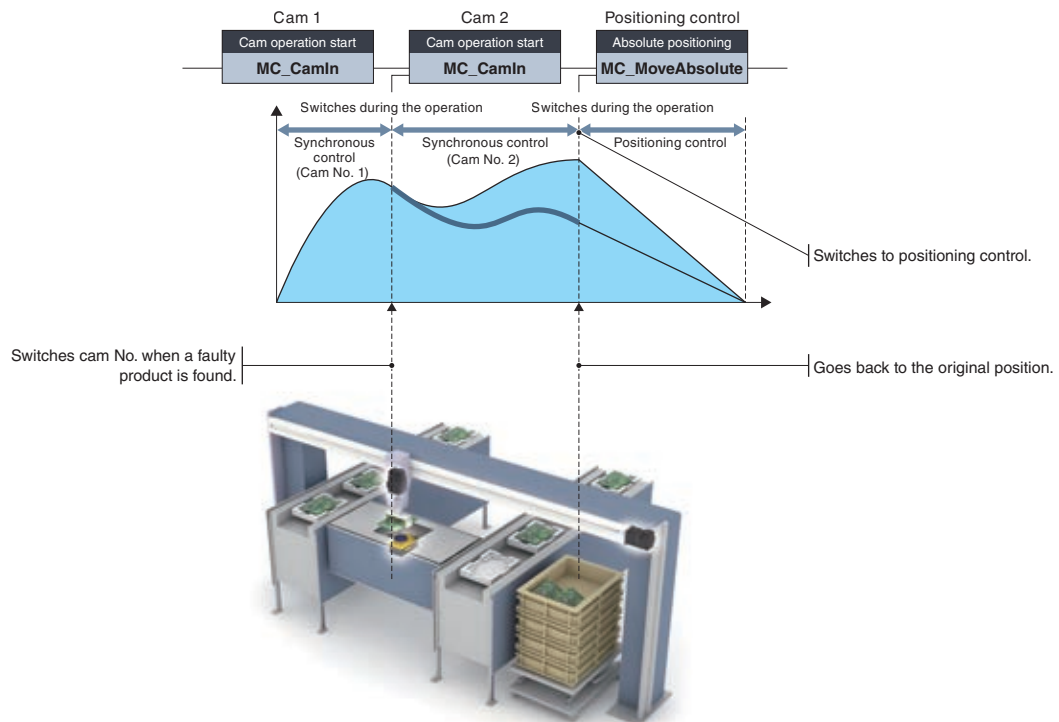 Cam 1
Cam 2
Positioning control
Cam operation start
Cam operation start
Absolute positioning
MC_CamIn
MC_CamIn
MC_MoveAbsolute
Switches during the operation
Switches during the operation
Synchronous
control
(Cam No. 1)
Synchronous control
(Cam No. 2)
Positioning control
Switches to positioning control.
Switches cam No. when a faulty
product is found.
Goes back to the original position.